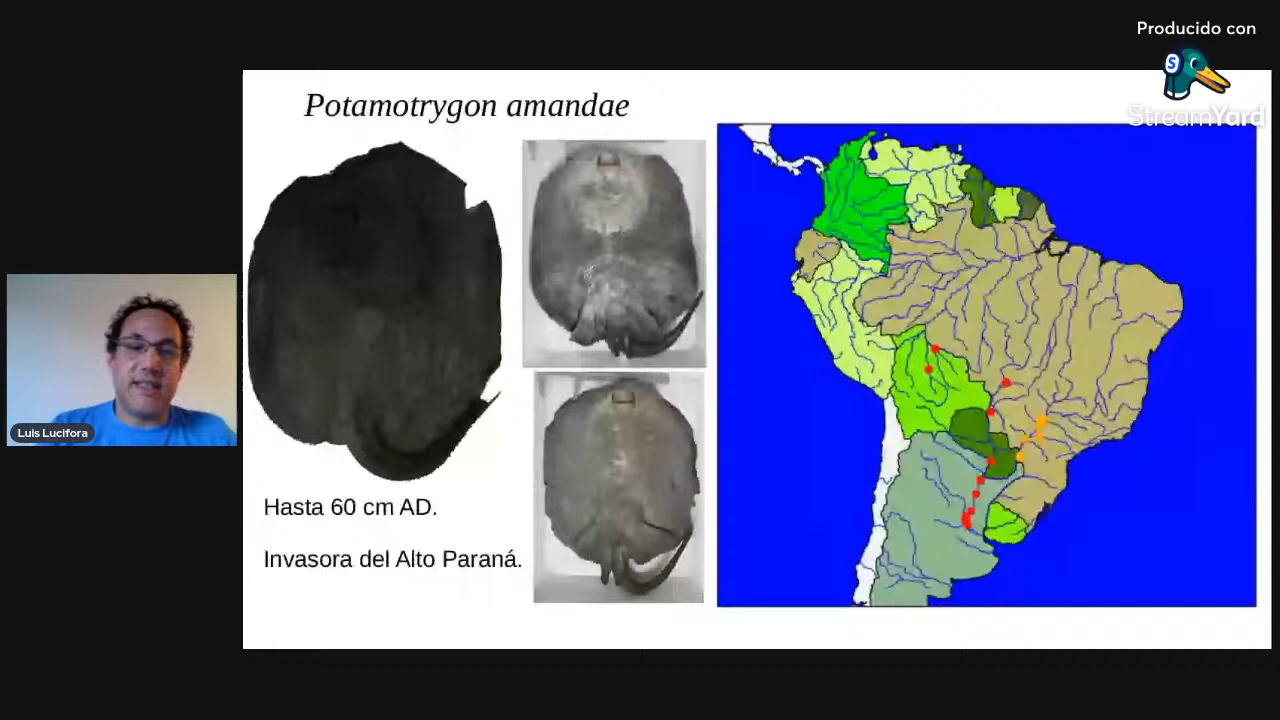 Producido con
StreamYard
Potamotrygon amandae
Luis Lucifora
Hasta 60 cm AD.
Invasora del Alto Paraná.